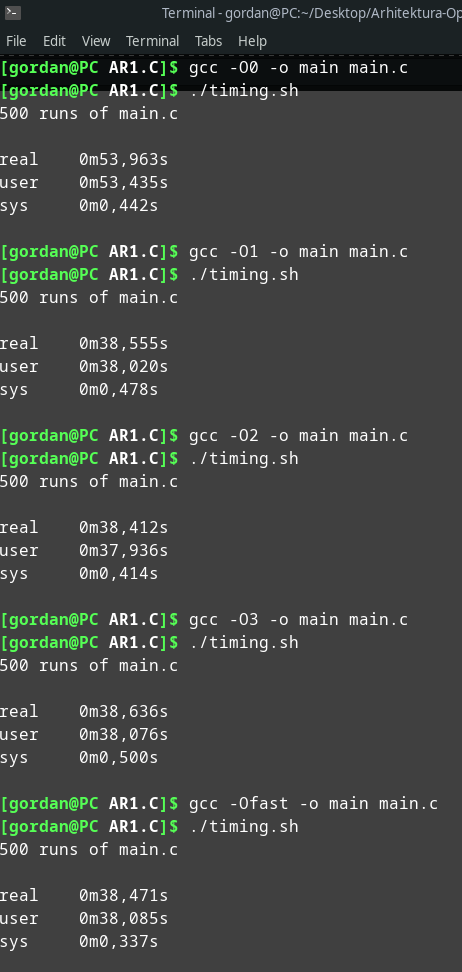 Terminal - gordan@PC:~/Desktop/Arhitektura-Op
File Edit View Terminal Tabs Help
[gordan@PC AR1.C]$ gcc -O0 -o main main.c
[gordan@PC AR1.C]$ ./timing.sh
500 runs of main.c
real 0m53,963s
user 0m53,435s
sys 0m0,442s
[gordan@PC AR1.C]$ gcc -O1 -o main main.c
[gordan@PC AR1.C]$ ./timing.sh
500 runs of main.c
real 0m38,555s
user 0m38,020s
sys 0m0,478s
[gordan@PC AR1.C]$ gcc -O2 -o main main.c
[gordan@PC AR1.C]$ ./timing.sh
500 runs of main.c
real 0m38,412s
user 0m37,936s
sys 0m0,414s
[gordan@PC AR1.C]$ gcc -O3 -o main main.c
[gordan@PC AR1.C]$ ./timing.sh
500 runs of main.c
real 0m38,636s
user 0m38,076s
sys 0m0,500s
[gordan@PC AR1.C]$ gcc -Ofast -o main main.c
[gordan@PC AR1.C]$ ./timing.sh
500 runs of main.c
real 0m38,471s
user 0m38,085s
sys 0m0,337s